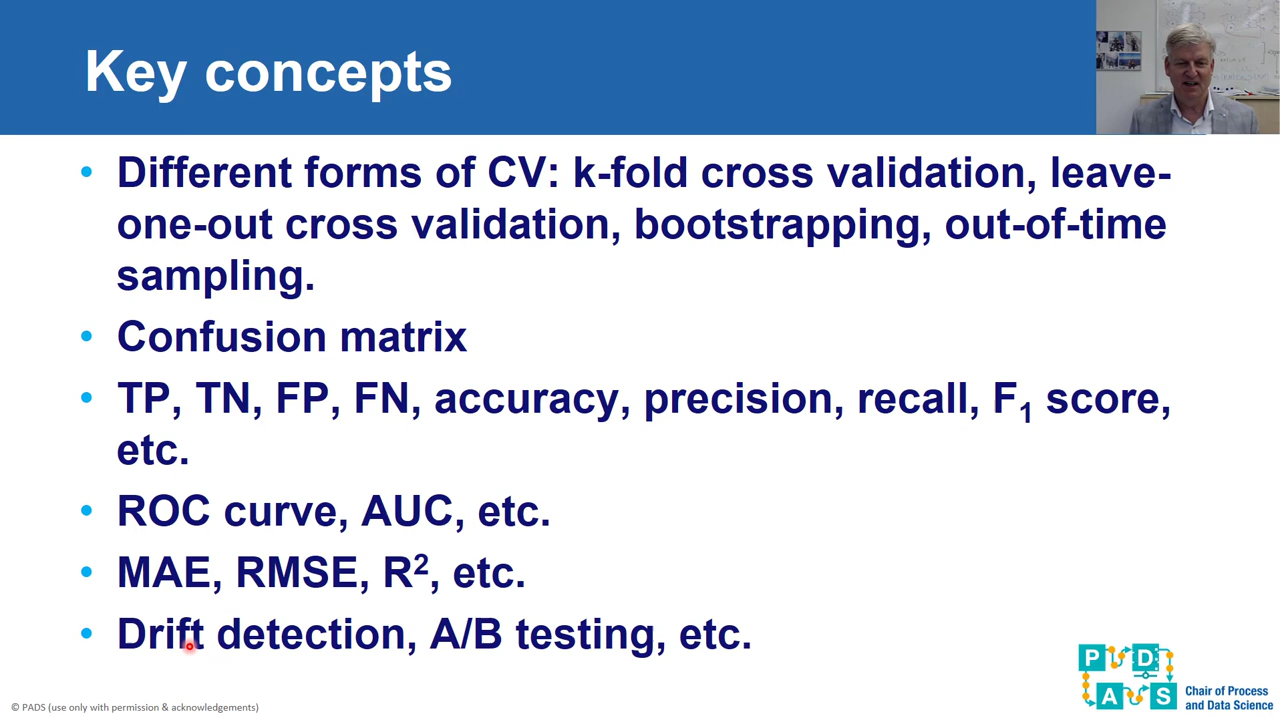 Key concepts
• Different forms of CV: k-fold cross validation, leave-
one-out cross validation, bootstrapping, out-of-time
sampling.
• Confusion matrix
• TP, TN, FP, FN, accuracy, precision, recall, F₁ score,
etc.
• ROC curve, AUC, etc.
• MAE, RMSE, R², etc.
• Drift detection, A/B testing, etc.
P D
A S
Chair of Process
and Data Science
© PADS (use only with permission & acknowledgements)